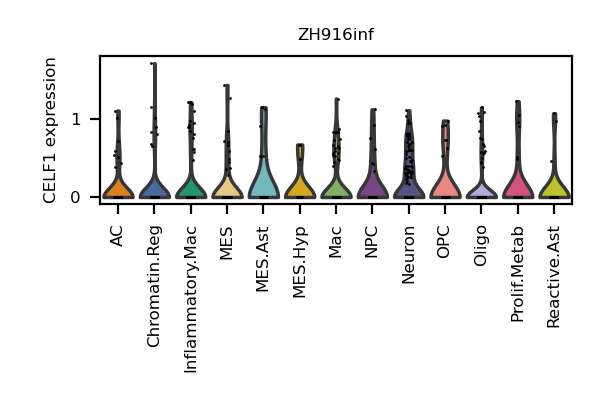 ZH916inf
CELF1 expression
1
0
AC
Chromatin.Reg
Inflammatory.Mac
MES
MES.Ast
MES.Hyp
Mac
NPC
Neuron
OPC
Oligo
Prolif.Metab
Reactive.Ast